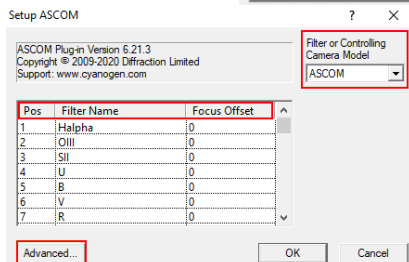 Setup ASCOM ? ×
ASCOM Plug-in Version 6.21.3
Copyright © 2009-2020 Diffraction Limited
Support: www.cyanogen.com
Filter or Controlling
Camera Model
ASCOM
Pos Filter Name Focus Offset
1 Halpha 0
2 OIII 0
3 SII 0
4 U 0
5 B 0
6 V 0
7 R 0
Advanced... OK Cancel